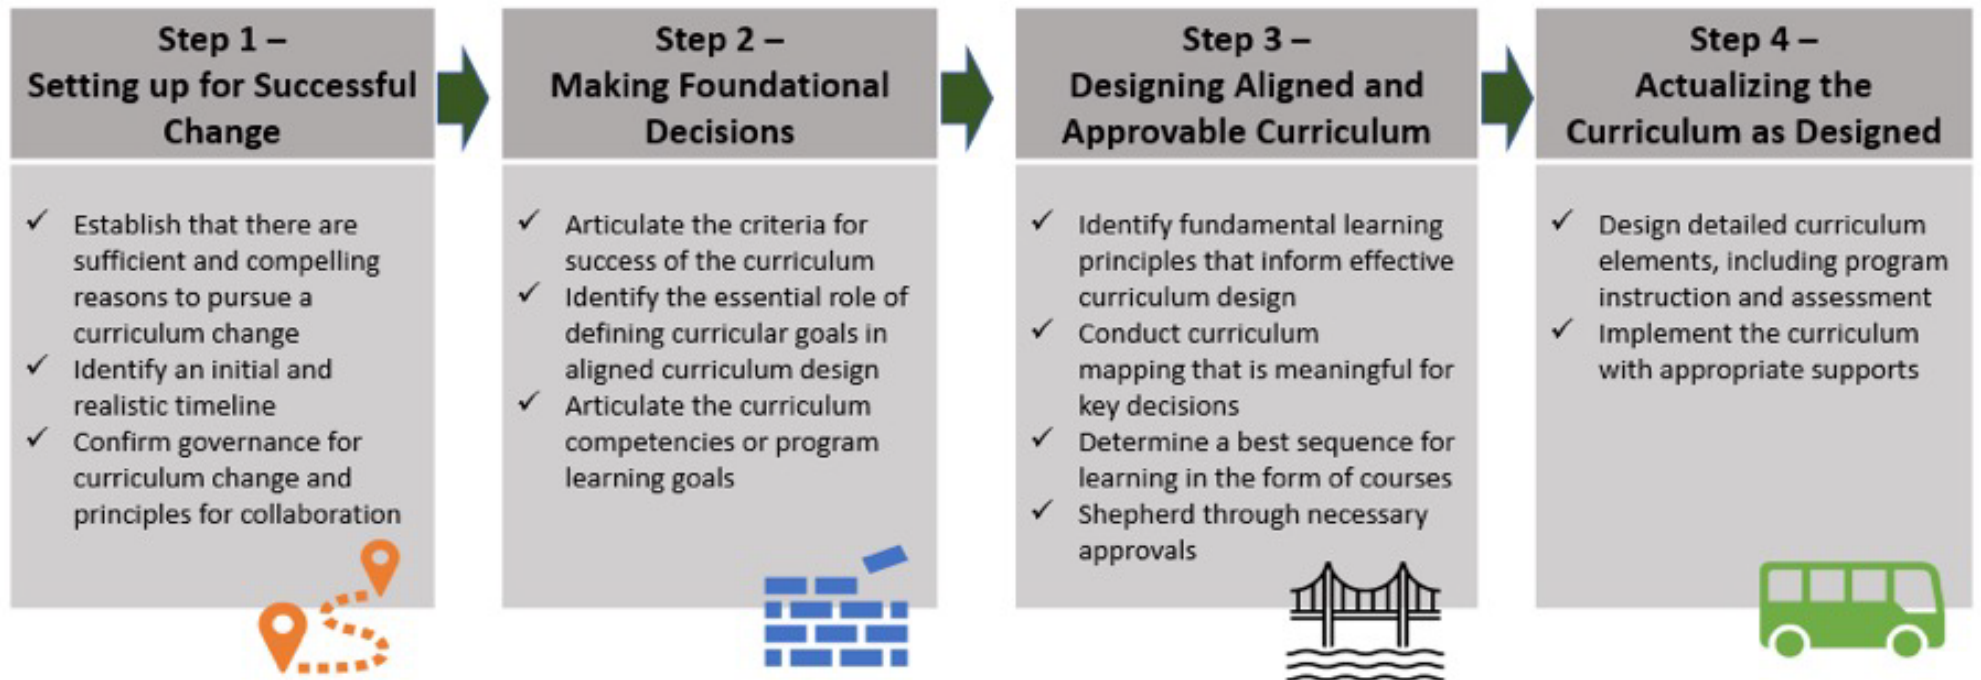 Step 1 –
Setting up for Successful
Change
✓ Establish that there are
sufficient and compelling
reasons to pursue a
curriculum change
✓ Identify an initial and
realistic timeline
✓ Confirm governance for
curriculum change and
principles for collaboration
Step 2 –
Making Foundational
Decisions
✓ Articulate the criteria for
success of the curriculum
✓ Identify the essential role of
defining curricular goals in
aligned curriculum design
✓ Articulate the curriculum
competencies or program
learning goals
Step 3 –
Designing Aligned and
Approvable Curriculum
✓ Identify fundamental learning
principles that inform effective
curriculum design
✓ Conduct curriculum
mapping that is meaningful for
key decisions
✓ Determine a best sequence for
learning in the form of courses
✓ Shepherd through necessary
approvals
Step 4 –
Actualizing the
Curriculum as Designed
✓ Design detailed curriculum
elements, including program
instruction and assessment
✓ Implement the curriculum
with appropriate supports